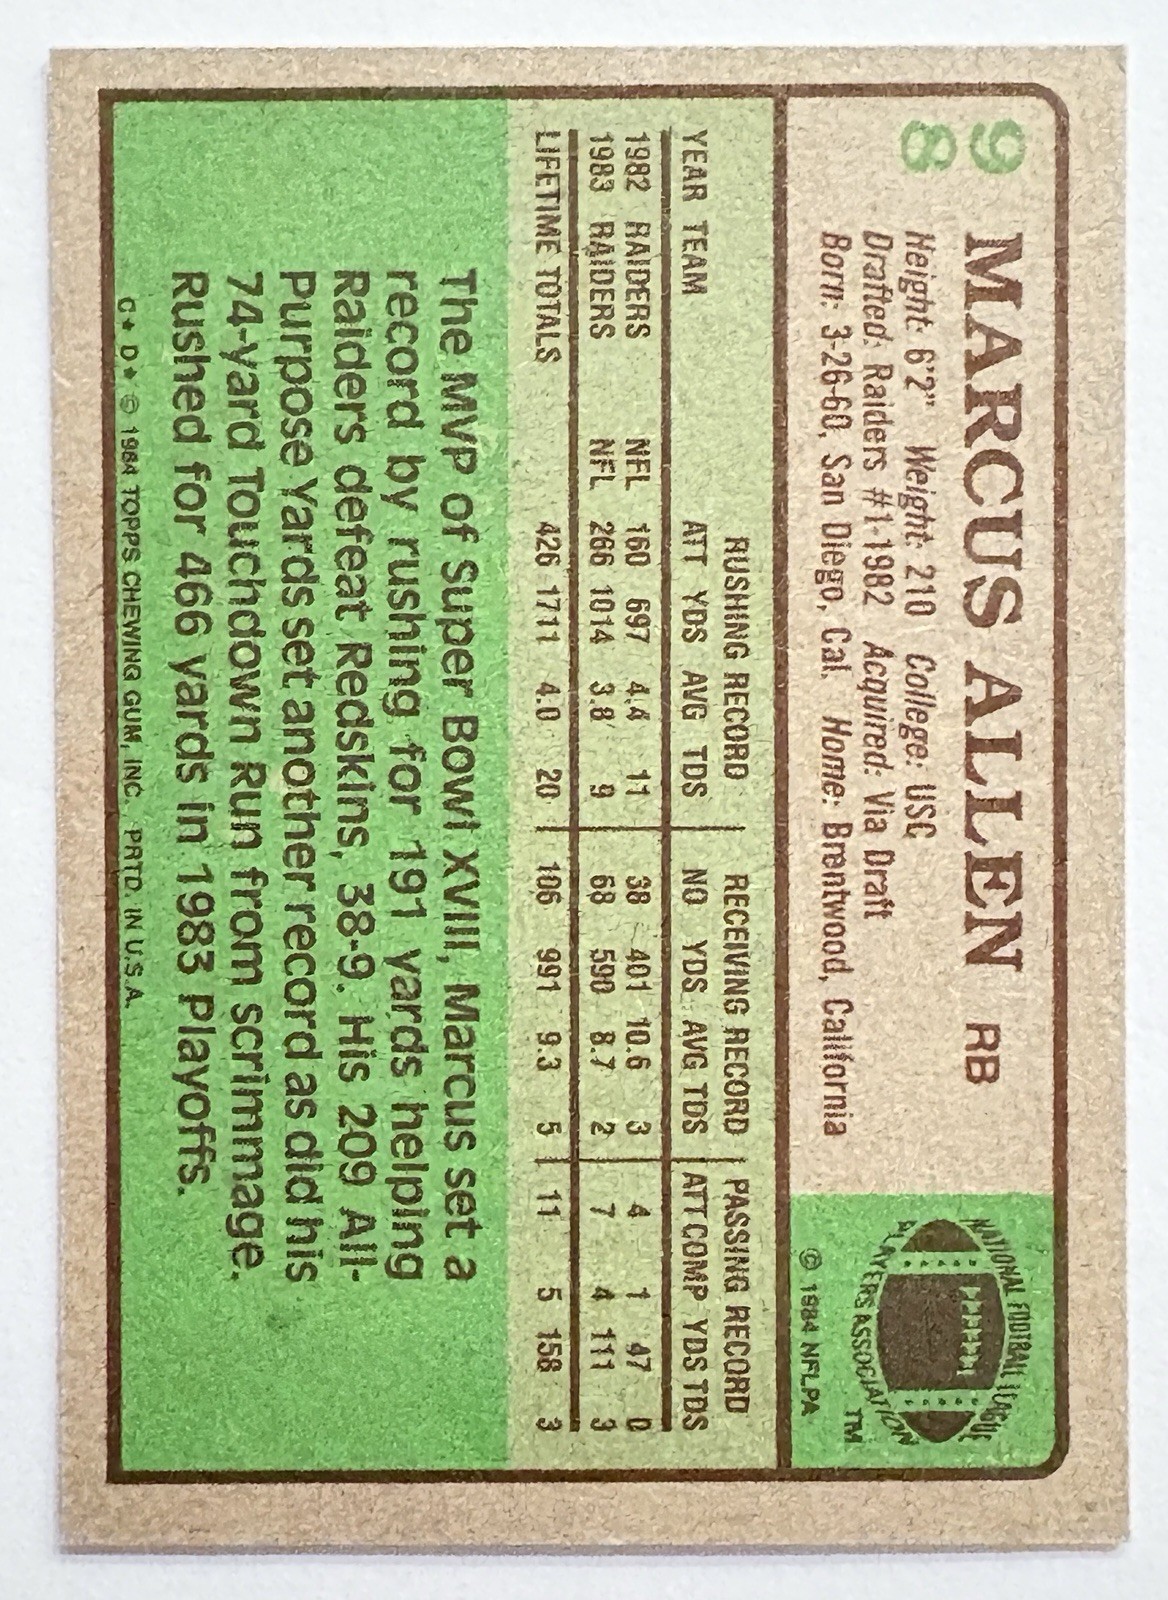 98
MARCUS ALLEN RB
Height: 6'2" Weight: 210 College: USC
Drafted: Raiders #1-1982 Acquired: Via Draft
Born: 3-26-60, San Diego, Cal. Home: Brentwood, California
NATIONAL FOOTBALL LEAGUE
PLAYERS ASSOCIATION
TM
© 1984 NFLPA
RUSHING RECORD RECEIVING RECORD PASSING RECORD
YEAR TEAM ATT YDS AVG TDS NO YDS AVG TDS ATT COMP YDS TDS
1982 RAIDERS NFL 160 697 4.4 11 38 401 10.6 3 4 1 47 0
1983 RAIDERS NFL 266 1014 3.8 9 68 590 8.7 2 7 4 111 3
LIFETIME TOTALS 426 1711 4.0 20 106 991 9.3 5 11 5 158 3
The MVP of Super Bowl XVIII, Marcus set a
record by rushing for 191 yards helping
Raiders defeat Redskins, 38-9. His 209 All-
Purpose Yards set another record as did his
74-yard Touchdown Run from scrimmage.
Rushed for 466 yards in 1983 Playoffs.
C* D* © 1984 TOPPS CHEWING GUM, INC. PRTD. IN U.S.A.